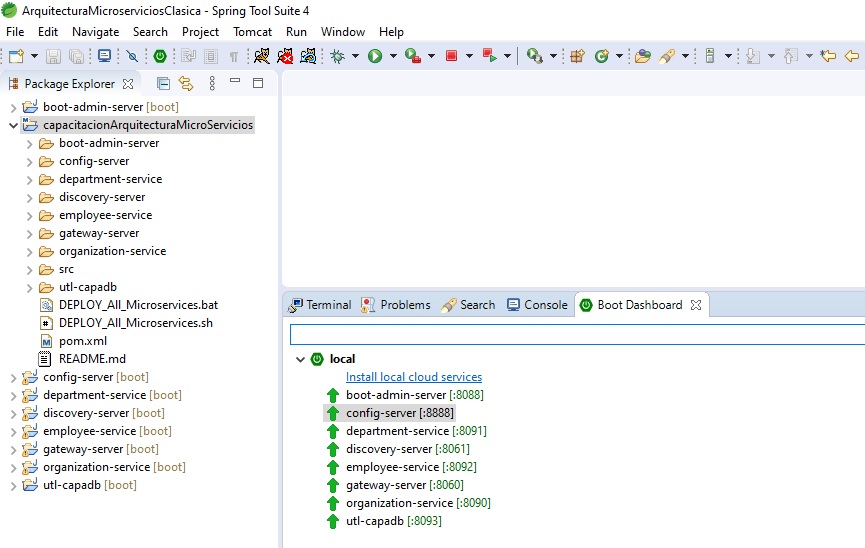 ArquitecturaMicroserviciosClasica - Spring Tool Suite 4
File Edit Navigate Search Project Tomcat Run Window Help
Package Explorer
boot-admin-server [boot]
capacitacionArquitecturaMicroServicios
boot-admin-server
config-server
department-service
discovery-server
employee-service
gateway-server
organization-service
src
utl-capadb
DEPLOY_All_Microservices.bat
DEPLOY_All_Microservices.sh
pom.xml
README.md
config-server [boot]
department-service [boot]
discovery-server [boot]
employee-service [boot]
gateway-server [boot]
organization-service [boot]
utl-capadb [boot]
Terminal Problems Search Console Boot Dashboard
local
Install local cloud services
boot-admin-server [:8088]
config-server [:8888]
department-service [:8091]
discovery-server [:8061]
employee-service [:8092]
gateway-server [:8060]
organization-service [:8090]
utl-capadb [:8093]